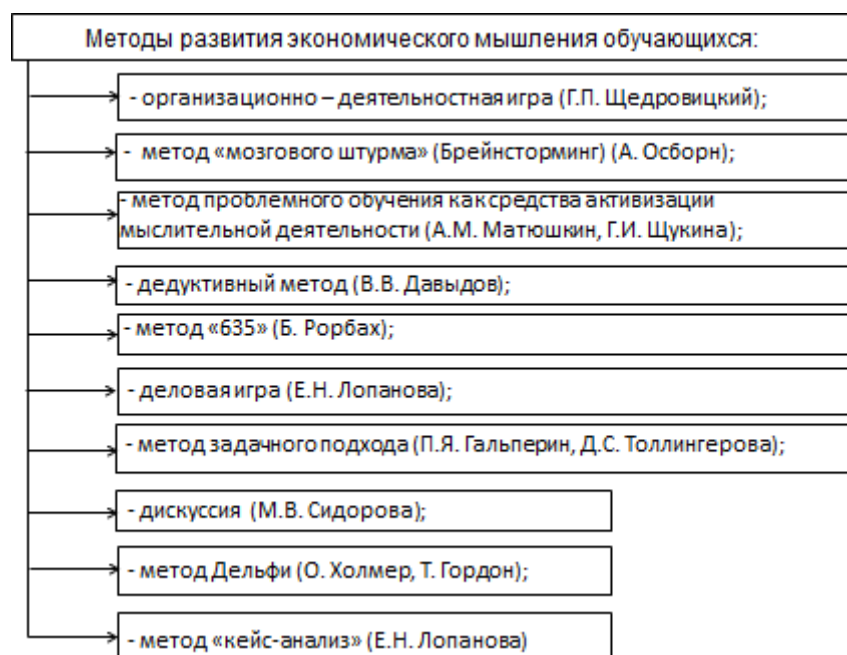 Методы развития экономического мышления обучающихся:
- организационно – деятельностная игра (Г.П. Щедровицкий);
- метод «мозгового штурма» (Брейнсторминг) (А. Осборн);
- метод проблемного обучения как средства активизации
мыслительной деятельности (А.М. Матюшкин, Г.И. Щукина);
- дедуктивный метод (В.В. Давыдов);
- метод «635» (Б. Рорбах);
- деловая игра (Е.Н. Лопанова);
- метод задачного подхода (П.Я. Гальперин, Д.С. Толлингерова);
- дискуссия (М.В. Сидорова);
- метод Дельфи (О. Холмер, Т. Гордон);
- метод «кейс-анализ» (Е.Н. Лопанова)